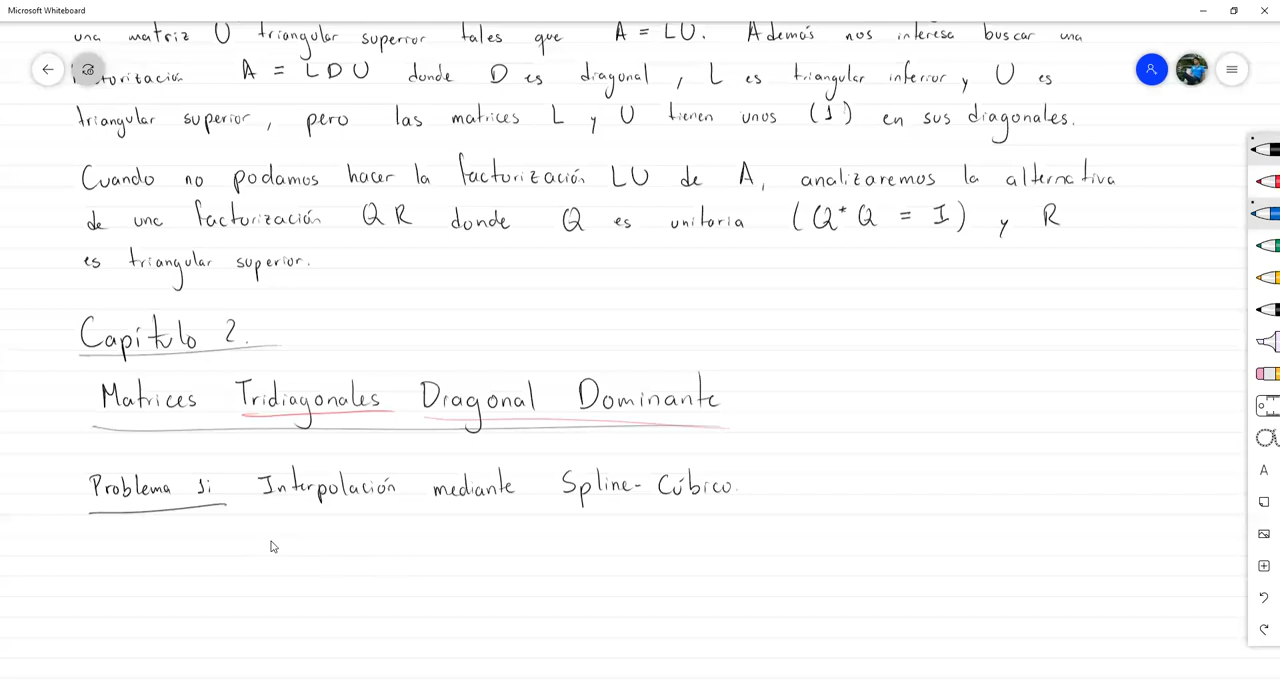 Microsoft Whiteboard
una matriz U triangular superior tales que A = LU. Además nos interesa buscar una
torización A = LDU donde D es diagonal, L es triangular inferior y U es
triangular superior, pero las matrices L y U tienen unos (1) en sus diagonales.
Cuando no podamos hacer la factorización LU de A, analizaremos la alternativa
de una factorización QR donde Q es unitaria (Q* Q = I) y R
es triangular superior.
Capítulo 2.
Matrices Tridiagonales Diagonal Dominante
Problema 1: Interpolación mediante Spline-Cúbico.